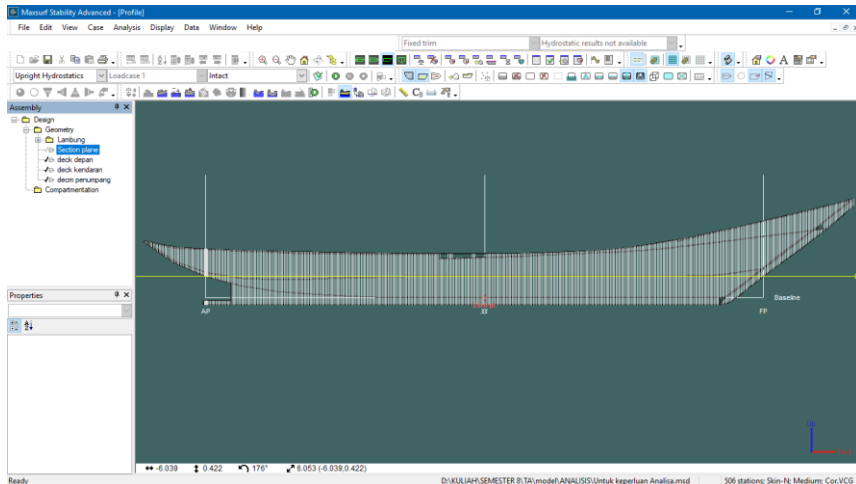 Maxsurf Stability Advanced - [Profile]
File Edit View Case Analysis Display Data Window Help
Fixed trim Hydrostatic results not available
Upright Hydrostatics Loadcase 1 Intact
Assembly
Design
Geometry
Lambung
Section plane
deck depan
deck kendaran
decm penumpang
Compartmentation
Properties
Baseline
AP FP
Up
-6.039 0.422 176° 6.053 (-6.039,0.422)
Ready D:\KULIAH\SEMESTER 8\TA\model\ANALISIS\Untuk keperluan Analisa.msd 506 stations; Skin-N: Medium; Cor.VCG